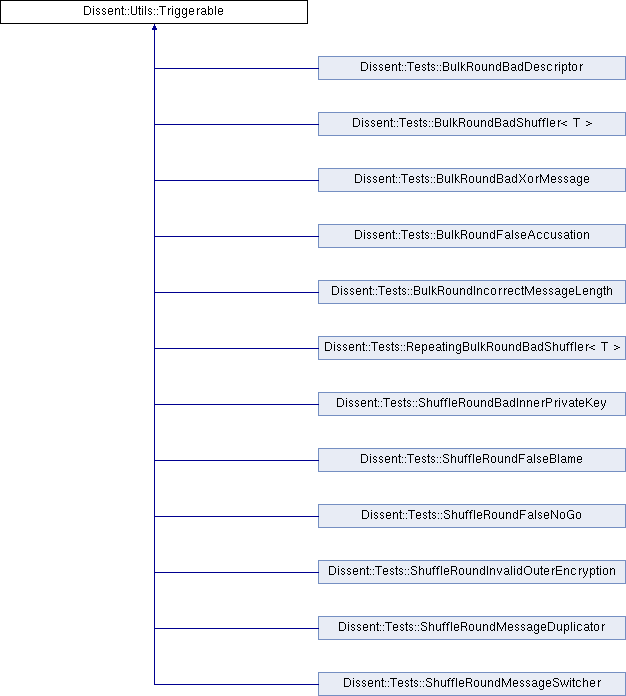 Dissent::Utils::Triggerable
Dissent::Tests::BulkRoundBadDescriptor
Dissent::Tests::BulkRoundBadShuffler< T >
Dissent::Tests::BulkRoundBadXorMessage
Dissent::Tests::BulkRoundFalseAccusation
Dissent::Tests::BulkRoundIncorrectMessageLength
Dissent::Tests::RepeatingBulkRoundBadShuffler< T >
Dissent::Tests::ShuffleRoundBadInnerPrivateKey
Dissent::Tests::ShuffleRoundFalseBlame
Dissent::Tests::ShuffleRoundFalseNoGo
Dissent::Tests::ShuffleRoundInvalidOuterEncryption
Dissent::Tests::ShuffleRoundMessageDuplicator
Dissent::Tests::ShuffleRoundMessageSwitcher